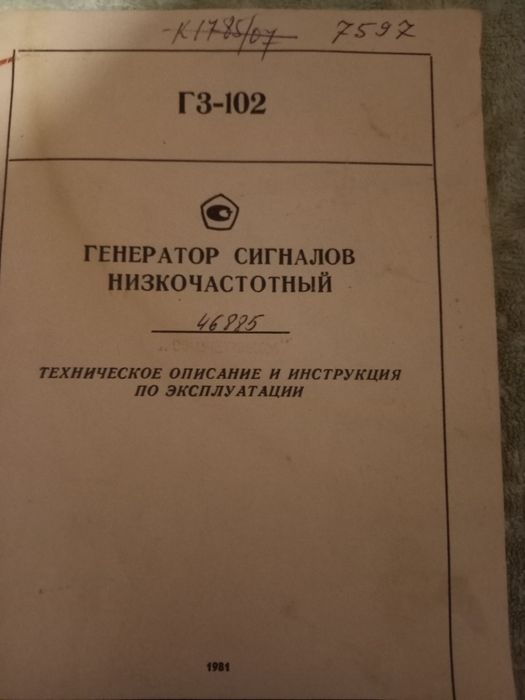 К1785/07 7597
Г3-102
ГЕНЕРАТОР СИГНАЛОВ
НИЗКОЧАСТОТНЫЙ
46885
ТЕХНИЧЕСКОЕ ОПИСАНИЕ И ИНСТРУКЦИЯ
ПО ЭКСПЛУАТАЦИИ
1981